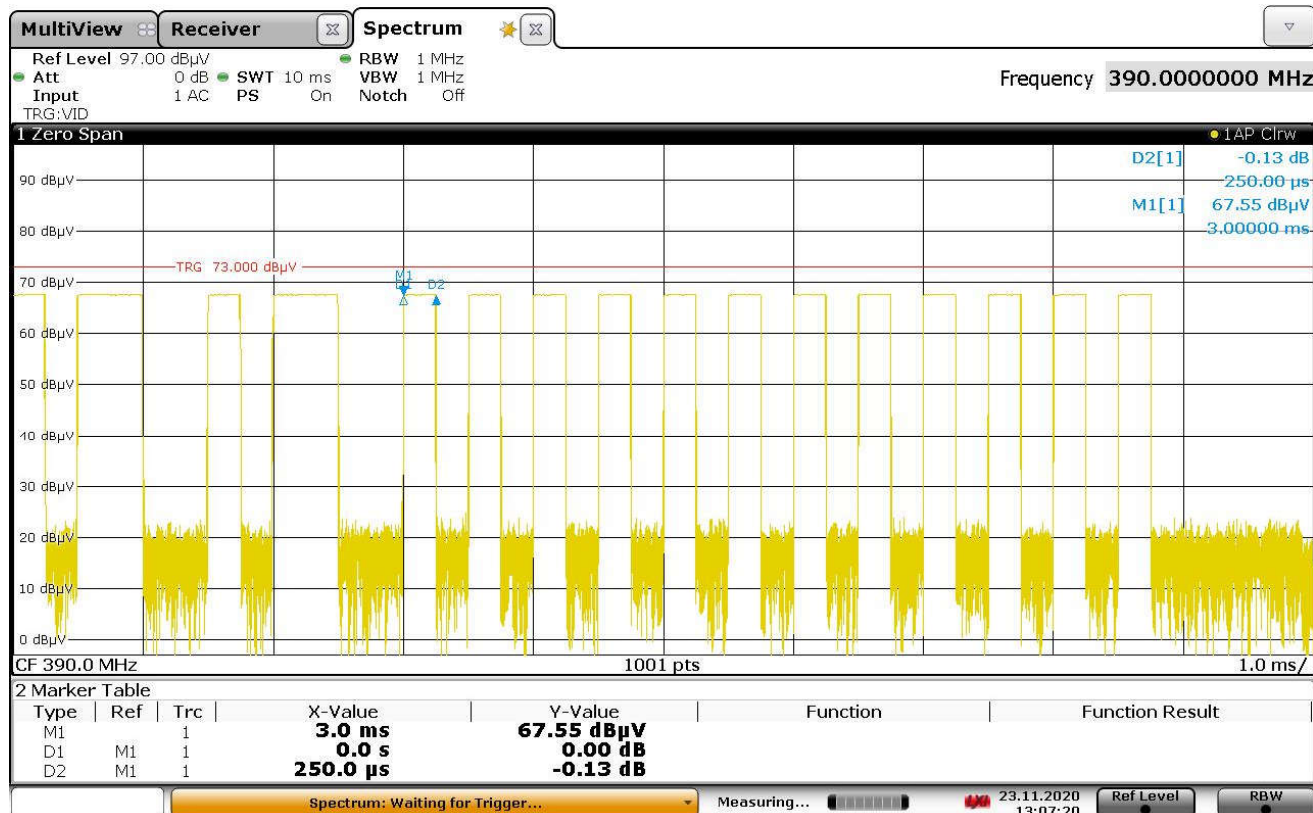 MultiView Receiver Spectrum
Ref Level 97.00 dBµV RBW 1 MHz
Att 0 dB SWT 10 ms VBW 1 MHz
Input 1 AC PS On Notch Off
TRG:VID
Frequency 390.0000000 MHz
1 Zero Span 1AP Clrw
D2[1] -0.13 dB
250.00 µs
M1[1] 67.55 dBµV
3.00000 ms
90 dBµV
80 dBµV
TRG 73.000 dBµV
M1
D2
70 dBµV
60 dBµV
50 dBµV
40 dBµV
30 dBµV
20 dBµV
10 dBµV
0 dBµV
CF 390.0 MHz 1001 pts 1.0 ms/
2 Marker Table
Type Ref Trc X-Value Y-Value Function Function Result
M1 1 3.0 ms 67.55 dBµV
D1 M1 1 0.0 s 0.00 dB
D2 M1 1 250.0 µs -0.13 dB
Spectrum: Waiting for Trigger... Measuring... 23.11.2020 Ref Level RBW
13:07:20